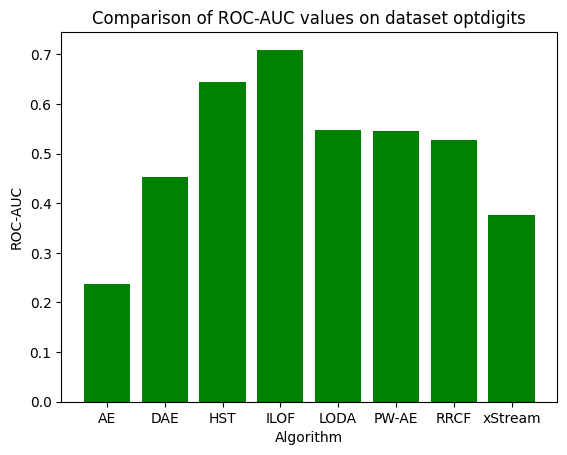 Comparison of ROC-AUC values on dataset optdigits
0.7
0.6
0.5
0.4
0.3
0.2
0.1
0.0
ROC-AUC
AE DAE HST ILOF LODA PW-AE RRCF xStream
Algorithm